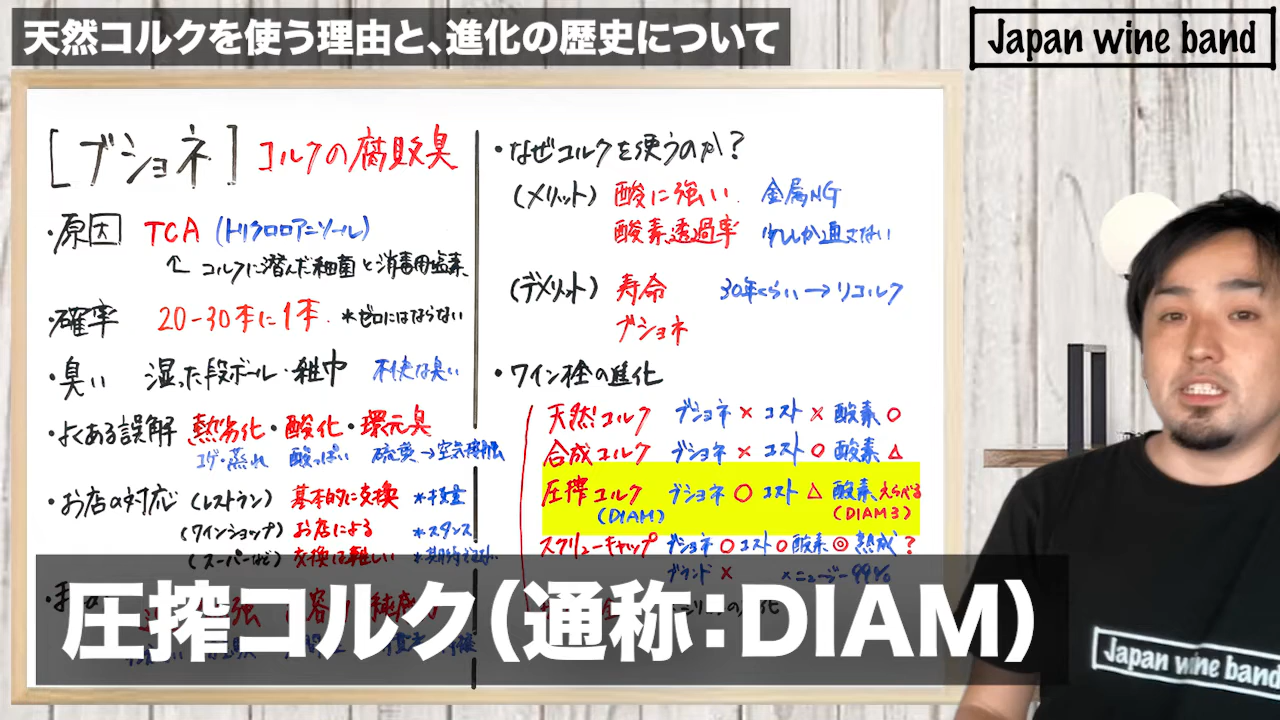 天然コルクを使う理由と、進化の歴史について
Japan wine band
[ブショネ] コルクの腐敗臭
・原因 TCA (トリクロロアニソール)
↑ コルクに潜んだ細菌と消毒用塩素
・確率 20-30本に1本. *ゼロにはならない
・臭い 湿った段ボール・雑巾 不快な臭い
・よくある誤解 熱劣化・酸化・還元臭
コゲ・蒸れ 酸っぱい 硫黄→空気接触
・お店の対応 (レストラン) 基本的に交換 *技量
(ワインショップ) お店による *スタンス
(スーパーなど) 交換は難しい
・なぜコルクを使うのか?
(メリット) 酸に強い. 金属NG
酸素透過率 少ししか通さない
(デメリット) 寿命 30年くらい→リコルク
ブショネ
・ワイン栓の進化
天然コルク ブショネ× コスト× 酸素○
合成コルク ブショネ× コスト○ 酸素△
圧搾コルク ブショネ○ コスト△ 酸素えらべる
(DIAM) (DIAM3)
スクリューキャップ ブショネ○コスト○酸素◎熟成?
ブランド× ×ニュージー99%
圧搾コルク(通称:DIAM)
Japan wine band